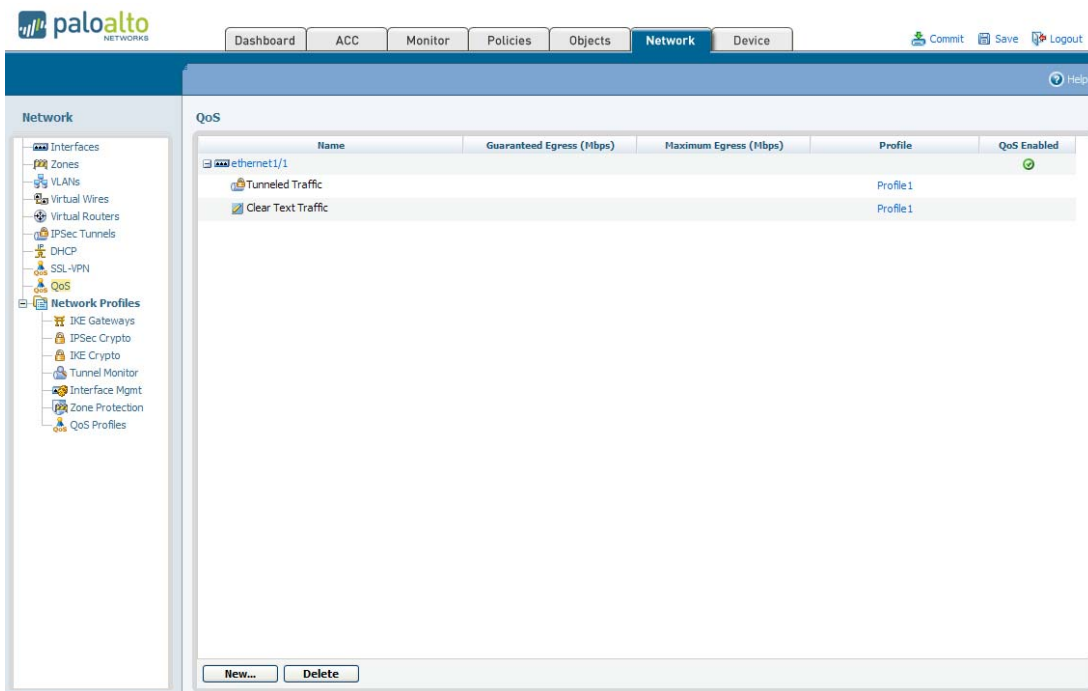 paloalto
NETWORKS
Dashboard ACC Monitor Policies Objects Network Device
Commit Save Logout
Help
Network
Interfaces
Zones
VLANs
Virtual Wires
Virtual Routers
IPSec Tunnels
DHCP
SSL-VPN
QoS
Network Profiles
IKE Gateways
IPSec Crypto
IKE Crypto
Tunnel Monitor
Interface Mgmt
Zone Protection
QoS Profiles
QoS
Name Guaranteed Egress (Mbps) Maximum Egress (Mbps) Profile QoS Enabled
ethernet1/1
Tunneled Traffic Profile1
Clear Text Traffic Profile1
New... Delete